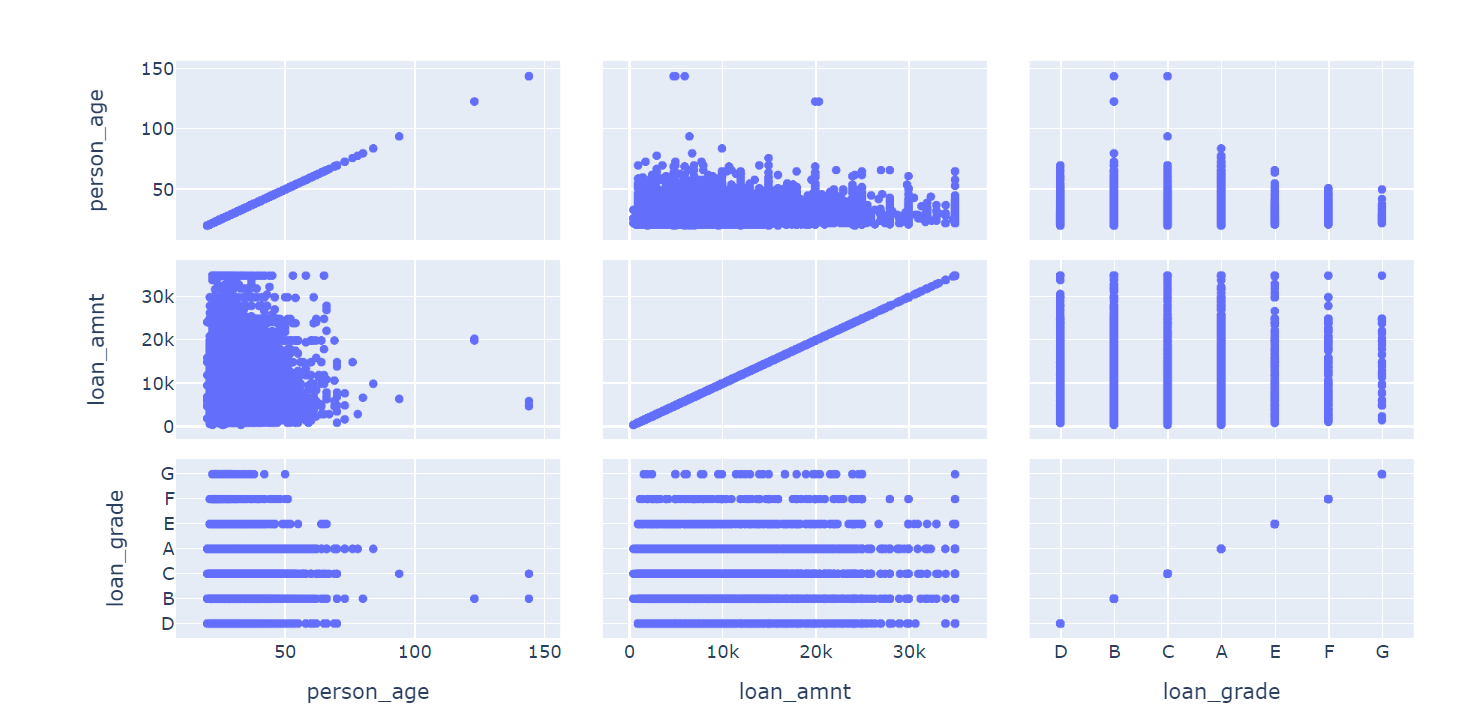 person_age
150
100
50
loan_amnt
30k
20k
10k
0
loan_grade
G
F
E
A
C
B
D
50 100 150 0 10k 20k 30k D B C A E F G
person_age loan_amnt loan_grade